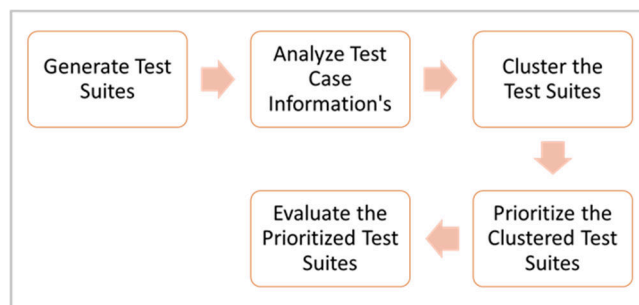 Generate Test
Suites
Analyze Test
Case
Information's
Cluster the
Test Suites
Prioritize the
Clustered Test
Suites
Evaluate the
Prioritized Test
Suites